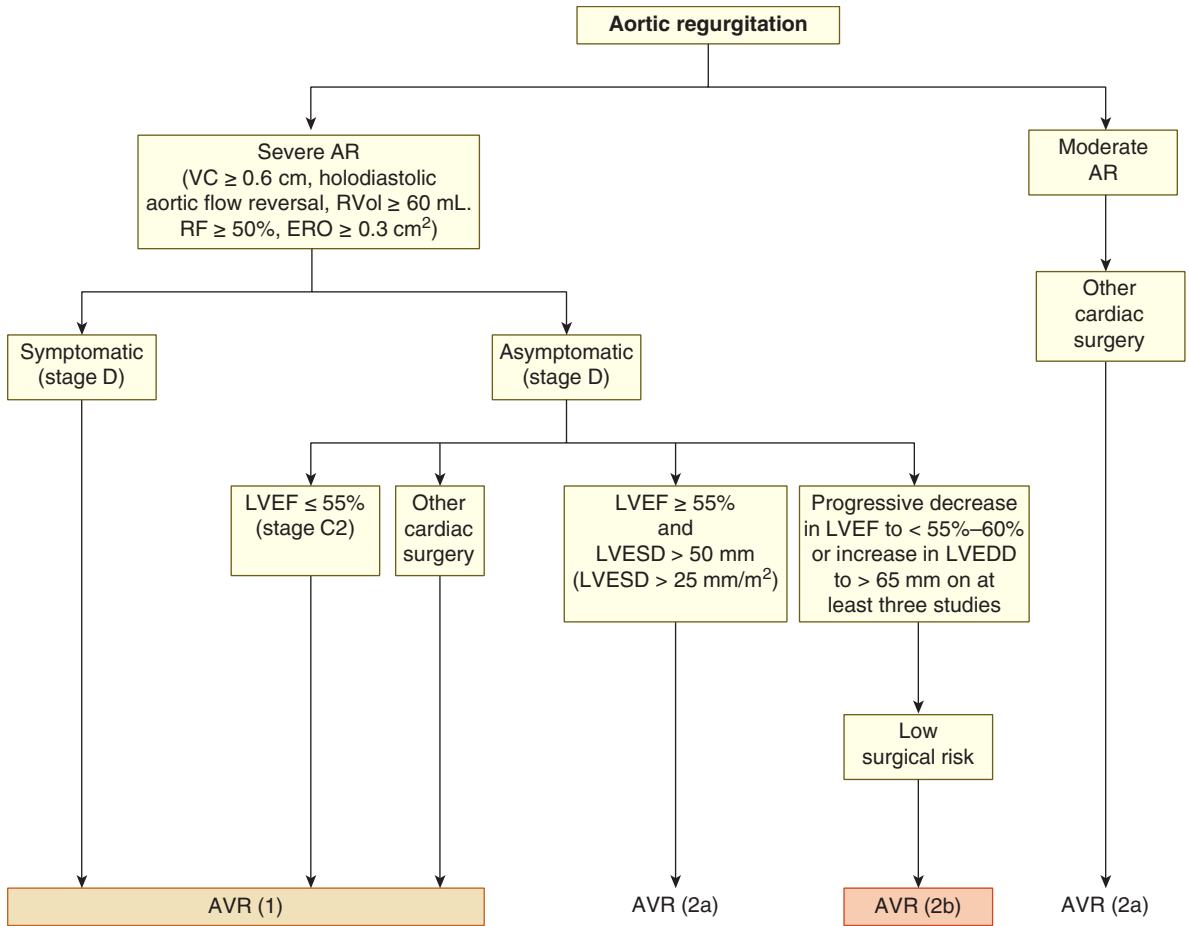 Aortic regurgitation
Severe AR
(VC ≥ 0.6 cm, holodiastolic
aortic flow reversal, RVol ≥ 60 mL.
RF ≥ 50%, ERO ≥ 0.3 cm²)
Moderate
AR
Other
cardiac
surgery
Symptomatic
(stage D)
Asymptomatic
(stage D)
LVEF ≤ 55%
(stage C2)
Other
cardiac
surgery
LVEF ≥ 55%
and
LVESD > 50 mm
(LVESD > 25 mm/m²)
Progressive decrease
in LVEF to < 55%–60%
or increase in LVEDD
to > 65 mm on at
least three studies
Low
surgical risk
AVR (1)
AVR (2a)
AVR (2b)
AVR (2a)